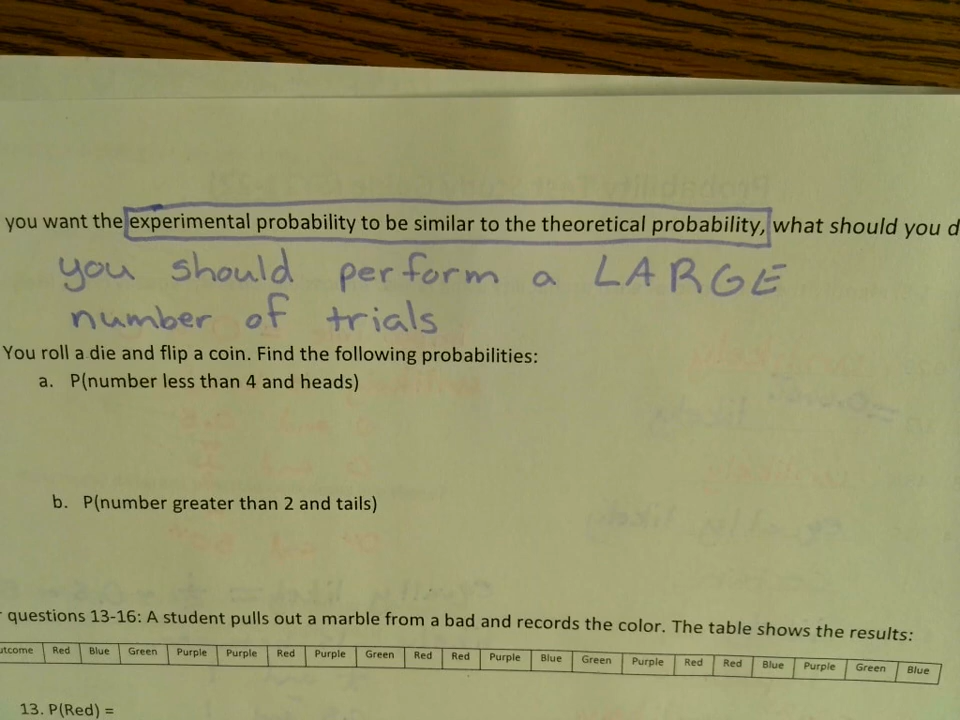 you want the experimental probability to be similar to the theoretical probability, what should you d
you should perform a LARGE
number of trials
You roll a die and flip a coin. Find the following probabilities:
a. P(number less than 4 and heads)
b. P(number greater than 2 and tails)
questions 13-16: A student pulls out a marble from a bad and records the color. The table shows the results:
utcome Red Blue Green Purple Purple Red Purple Green Red Red Purple Blue Green Purple Red Red Blue Purple Green Blue
13. P(Red) =